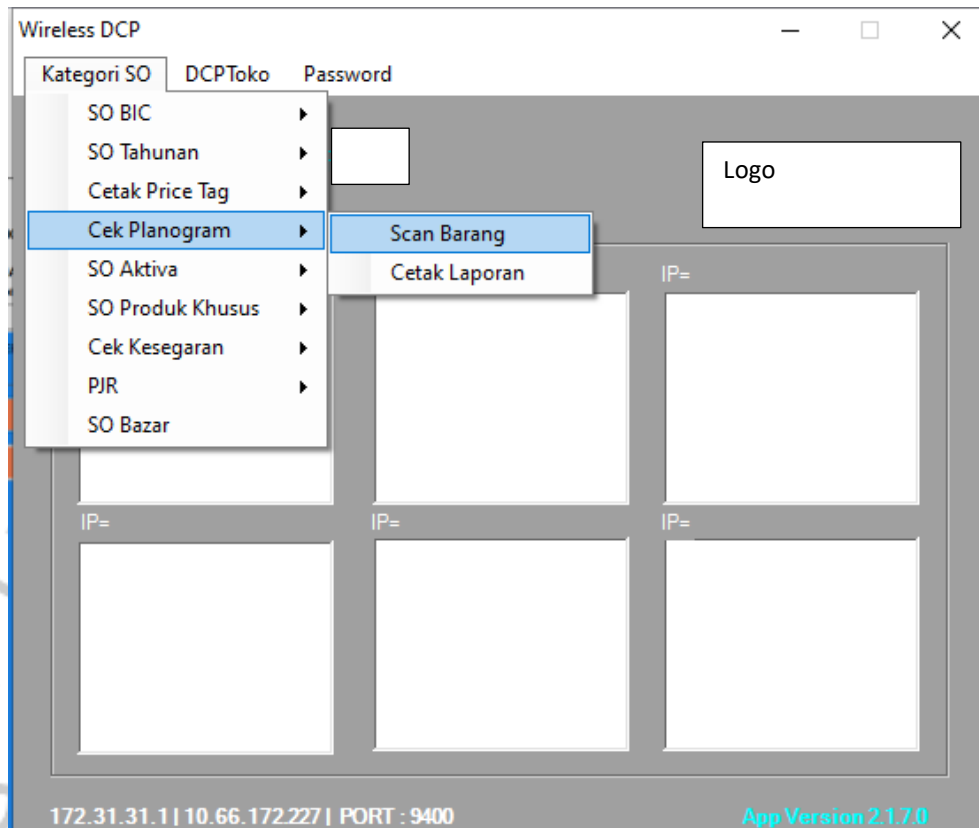 Wireless DCP
Kategori SO DCPToko Password
SO BIC
SO Tahunan
Cetak Price Tag
Cek Planogram
SO Aktiva
SO Produk Khusus
Cek Kesegaran
PJR
SO Bazar
Scan Barang
Cetak Laporan
Logo
IP=
IP= IP= IP=
172.31.31.1 | 10.66.172.227 | PORT : 9400 App Version 2.1.7.0